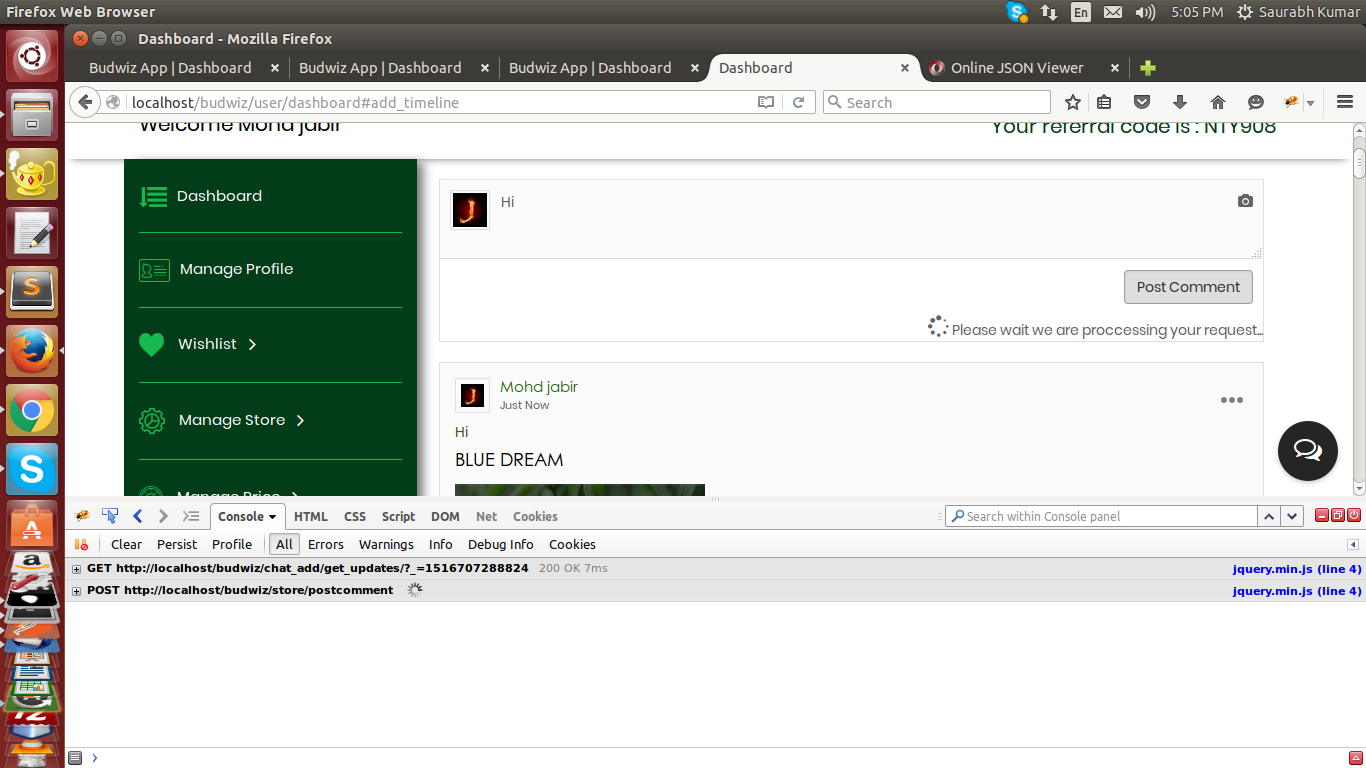 Firefox Web Browser
En
5:05 PM
Saurabh Kumar
Dashboard - Mozilla Firefox
Budwiz App | Dashboard
Budwiz App | Dashboard
Budwiz App | Dashboard
Dashboard
Online JSON Viewer
localhost/budwiz/user/dashboard#add_timeline
Search
Welcome Mohd jabir
Your referral code is : NTY908
Dashboard
Manage Profile
Wishlist
Manage Store
Manage Price
Hi
Post Comment
Please wait we are proccessing your request...
Mohd jabir
Just Now
Hi
BLUE DREAM
Console
HTML
CSS
Script
DOM
Net
Cookies
Search within Console panel
Clear
Persist
Profile
All
Errors
Warnings
Info
Debug Info
Cookies
GET http://localhost/budwiz/chat_add/get_updates/?_=1516707288824 200 OK 7ms
jquery.min.js (line 4)
POST http://localhost/budwiz/store/postcomment
jquery.min.js (line 4)